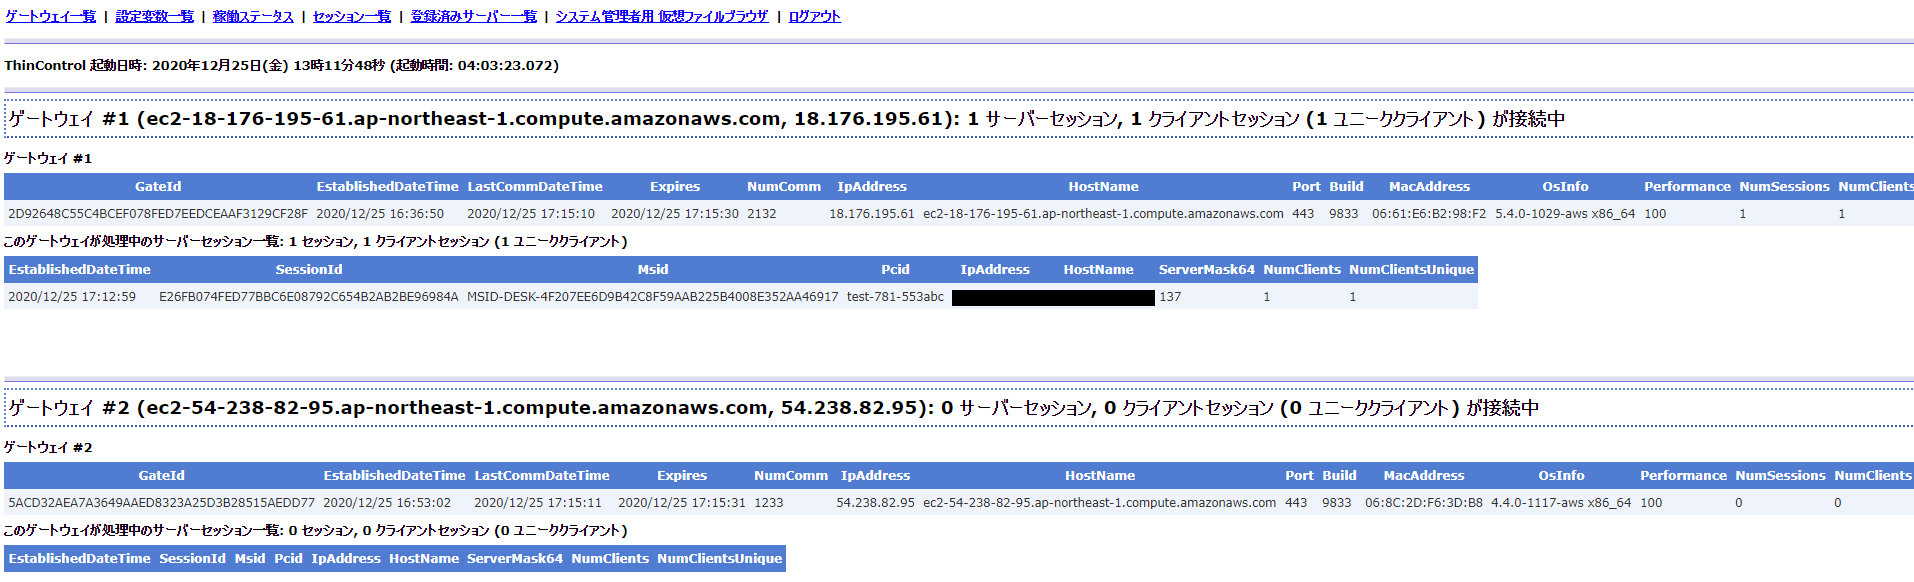 ゲートウェイ一覧 | 設定変数一覧 | 稼働ステータス | セッション一覧 | 登録済みサーバー一覧 | システム管理者用 仮想ファイルブラウザ | ログアウト
ThinControl 起動日時: 2020年12月25日(金) 13時11分48秒 (起動時間: 04:03:23.072)
ゲートウェイ #1 (ec2-18-176-195-61.ap-northeast-1.compute.amazonaws.com, 18.176.195.61): 1 サーバーセッション, 1 クライアントセッション (1 ユニーククライアント) が接続中
ゲートウェイ #1
GateId EstablishedDateTime LastCommDateTime Expires NumComm IpAddress HostName Port Build MacAddress OsInfo Performance NumSessions NumClients
2D92648C55C4BCEF078FED7EEDCEAAF3129CF28F 2020/12/25 16:36:50 2020/12/25 17:15:10 2020/12/25 17:15:30 2132 18.176.195.61 ec2-18-176-195-61.ap-northeast-1.compute.amazonaws.com 443 9833 06:61:E6:B2:98:F2 5.4.0-1029-aws x86_64 100 1 1
このゲートウェイが処理中のサーバーセッション一覧: 1 セッション, 1 クライアントセッション (1 ユニーククライアント)
EstablishedDateTime SessionId Msid Pcid IpAddress HostName ServerMask64 NumClients NumClientsUnique
2020/12/25 17:12:59 E26FB074FED77BBC6E08792C654B2AB2BE96984A MSID-DESK-4F207EE6D9B42C8F59AAB225B4008E352AA46917 test-781-553abc 137 1 1
ゲートウェイ #2 (ec2-54-238-82-95.ap-northeast-1.compute.amazonaws.com, 54.238.82.95): 0 サーバーセッション, 0 クライアントセッション (0 ユニーククライアント) が接続中
ゲートウェイ #2
GateId EstablishedDateTime LastCommDateTime Expires NumComm IpAddress HostName Port Build MacAddress OsInfo Performance NumSessions NumClients
5ACD32AEA7A3649AAED8323A25D3B28515AEDD77 2020/12/25 16:53:02 2020/12/25 17:15:11 2020/12/25 17:15:31 1233 54.238.82.95 ec2-54-238-82-95.ap-northeast-1.compute.amazonaws.com 443 9833 06:8C:2D:F6:3D:B8 4.4.0-1117-aws x86_64 100 0 0
このゲートウェイが処理中のサーバーセッション一覧: 0 セッション, 0 クライアントセッション (0 ユニーククライアント)
EstablishedDateTime SessionId Msid Pcid IpAddress HostName ServerMask64 NumClients NumClientsUnique